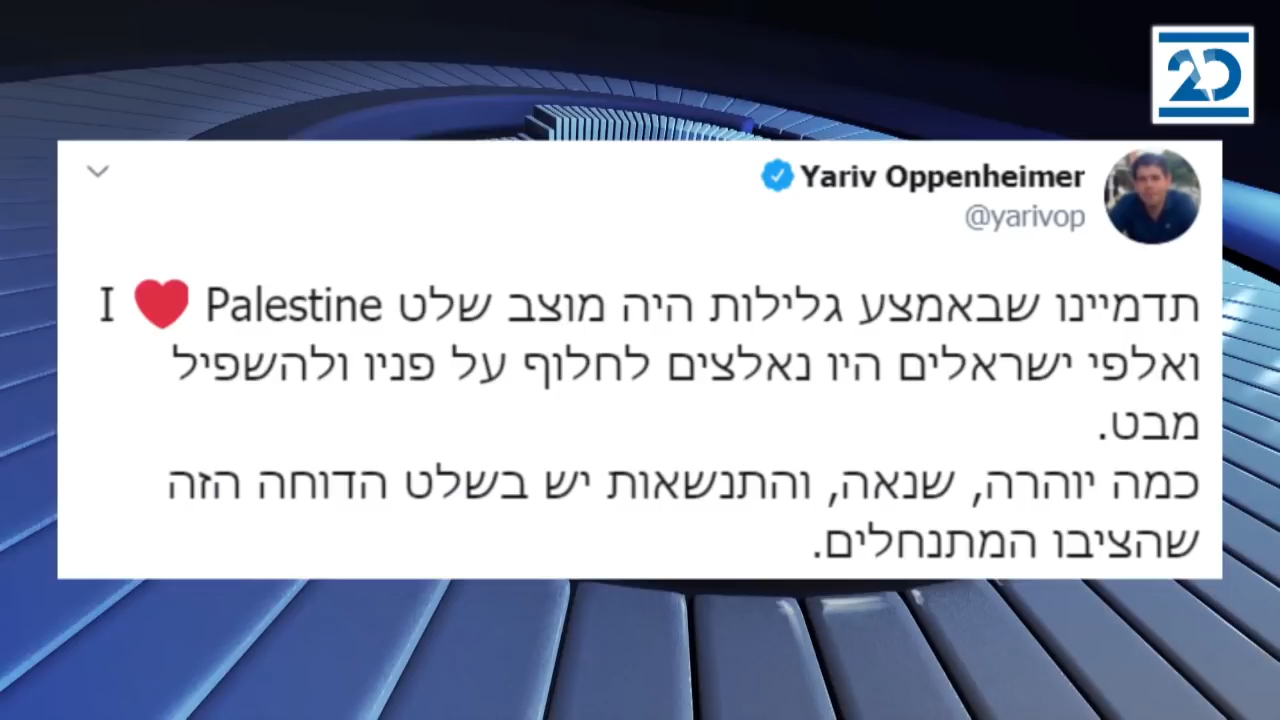 20
Yariv Oppenheimer
@yarivop
תדמיינו שבאמצע גלילות היה מוצב שלט I ❤️ Palestine
ואלפי ישראלים היו נאלצים לחלוף על פניו ולהשפיל
מבט.
כמה יוהרה, שנאה, והתנשאות יש בשלט הדוחה הזה
שהציבו המתנחלים.